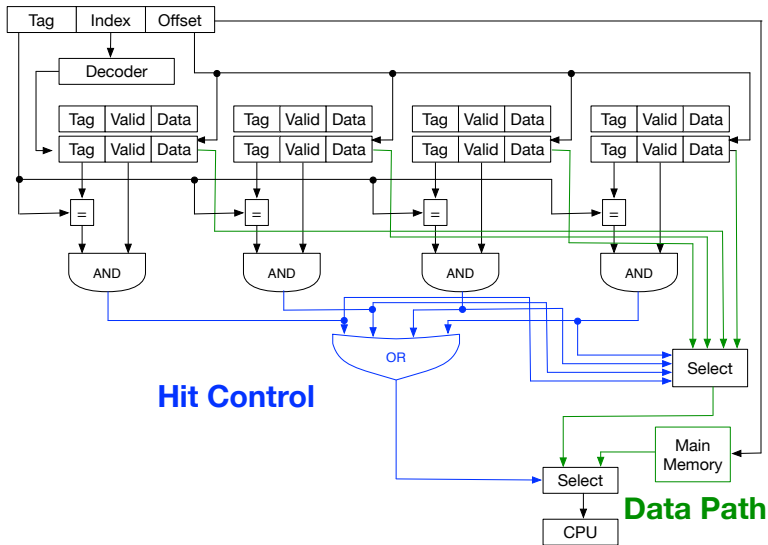 Tag Index Offset
Decoder
Tag Valid Data Tag Valid Data Tag Valid Data Tag Valid Data
Tag Valid Data Tag Valid Data Tag Valid Data Tag Valid Data
= = = =
AND AND AND AND
OR
Select
Hit Control
Main
Memory
Select
Data Path
CPU